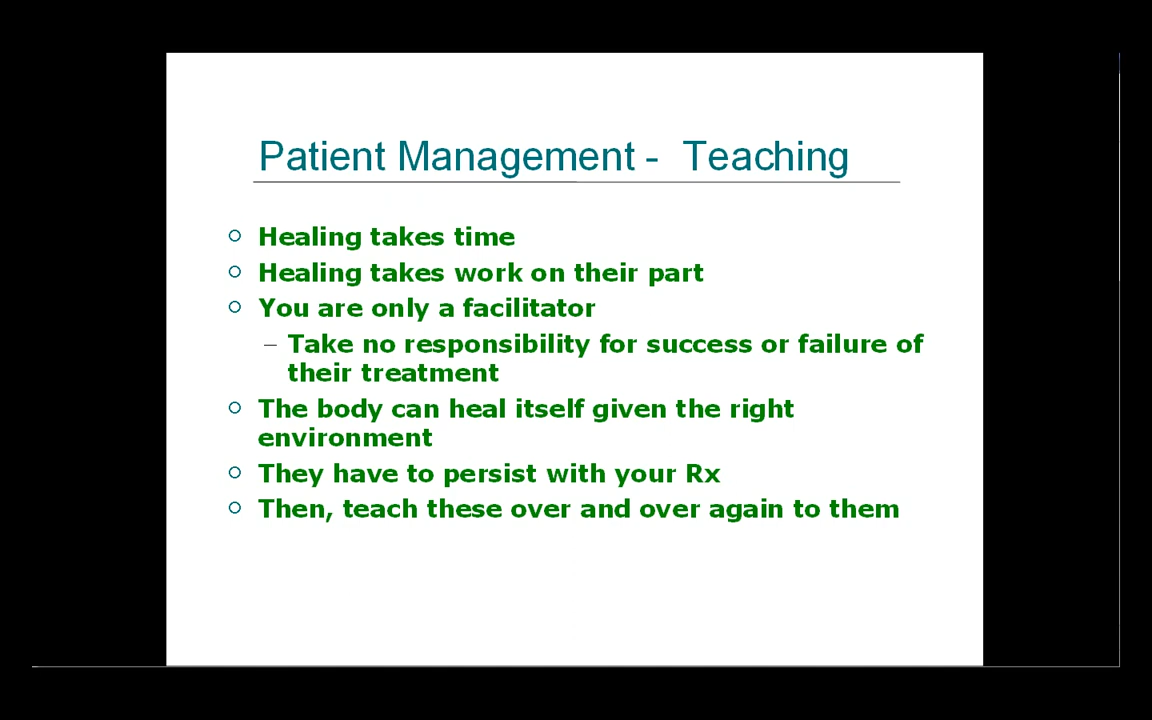 Patient Management -  Teaching
Healing takes time
Healing takes work on their part
You are only a facilitator
– Take no responsibility for success or failure of
their treatment
The body can heal itself given the right
environment
They have to persist with your Rx
Then, teach these over and over again to them